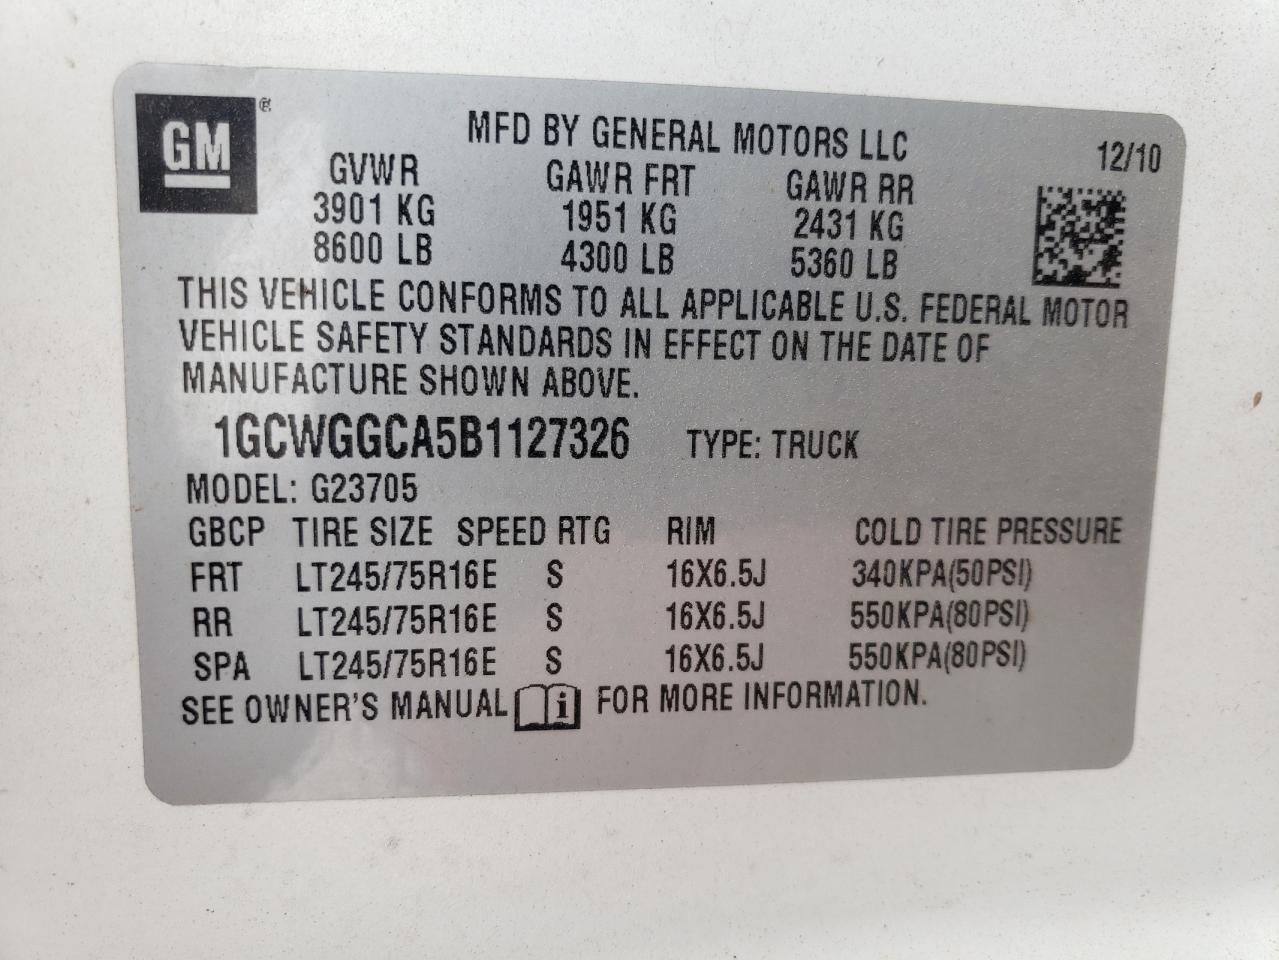 GM ®
MFD BY GENERAL MOTORS LLC 12/10
GVWR GAWR FRT GAWR RR
3901 KG 1951 KG 2431 KG
8600 LB 4300 LB 5360 LB
THIS VEHICLE CONFORMS TO ALL APPLICABLE U.S. FEDERAL MOTOR
VEHICLE SAFETY STANDARDS IN EFFECT ON THE DATE OF
MANUFACTURE SHOWN ABOVE.
1GCWGGCA5B1127326 TYPE: TRUCK
MODEL: G23705
GBCP TIRE SIZE SPEED RTG RIM COLD TIRE PRESSURE
FRT LT245/75R16E S 16X6.5J 340KPA(50PSI)
RR LT245/75R16E S 16X6.5J 550KPA(80PSI)
SPA LT245/75R16E S 16X6.5J 550KPA(80PSI)
SEE OWNER'S MANUAL i FOR MORE INFORMATION.